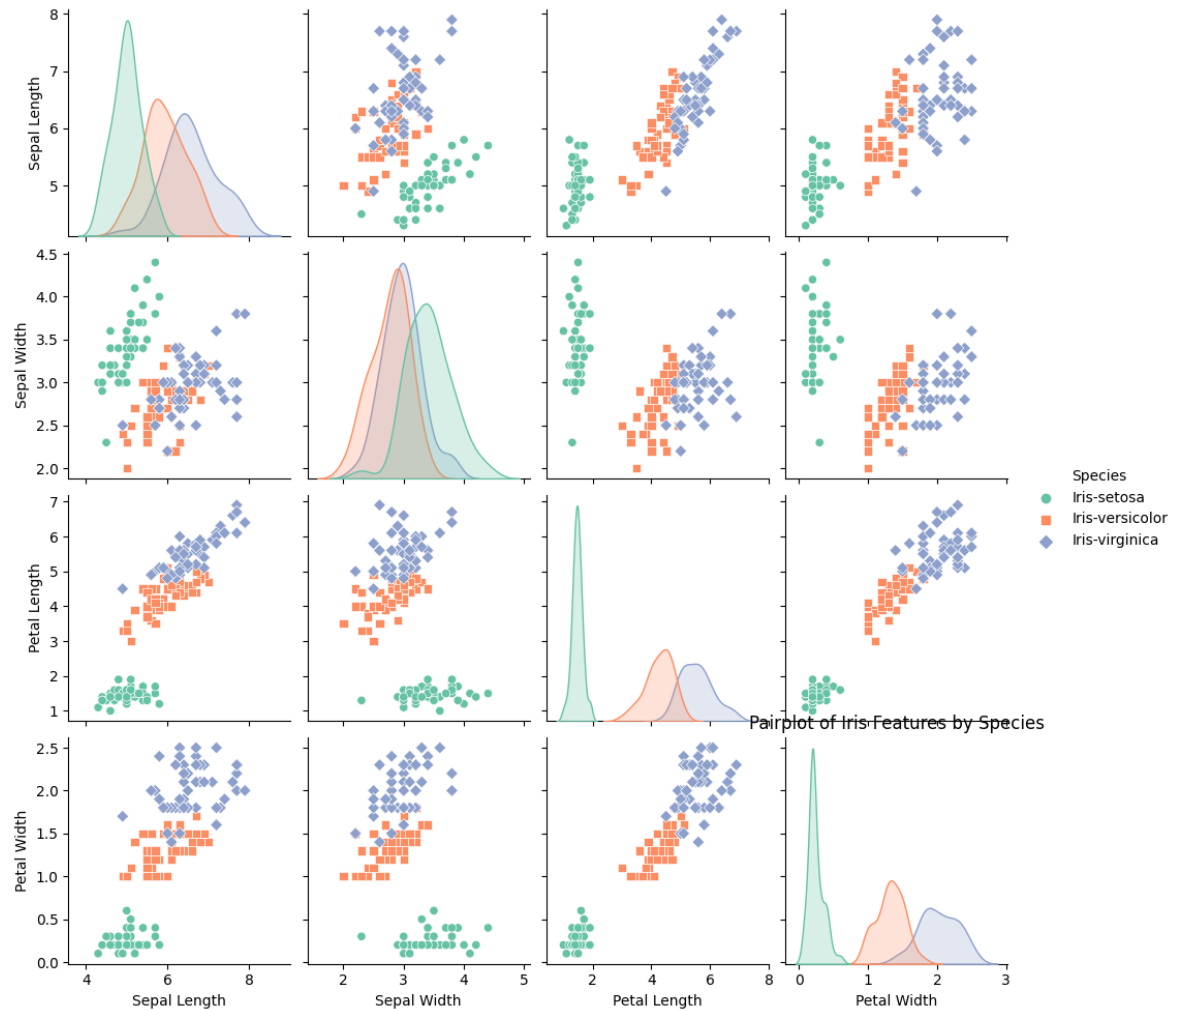 8
7
6
5
Sepal Length
4.5
4.0
3.5
3.0
2.5
2.0
Sepal Width
Species
Iris-setosa
Iris-versicolor
Iris-virginica
7
6
5
4
3
2
1
Petal Length
Pairplot of Iris Features by Species
2.5
2.0
1.5
1.0
0.5
0.0
Petal Width
4 6 8
2 3 4 5
2 4 6 8
0 1 2 3
Sepal Length
Sepal Width
Petal Length
Petal Width